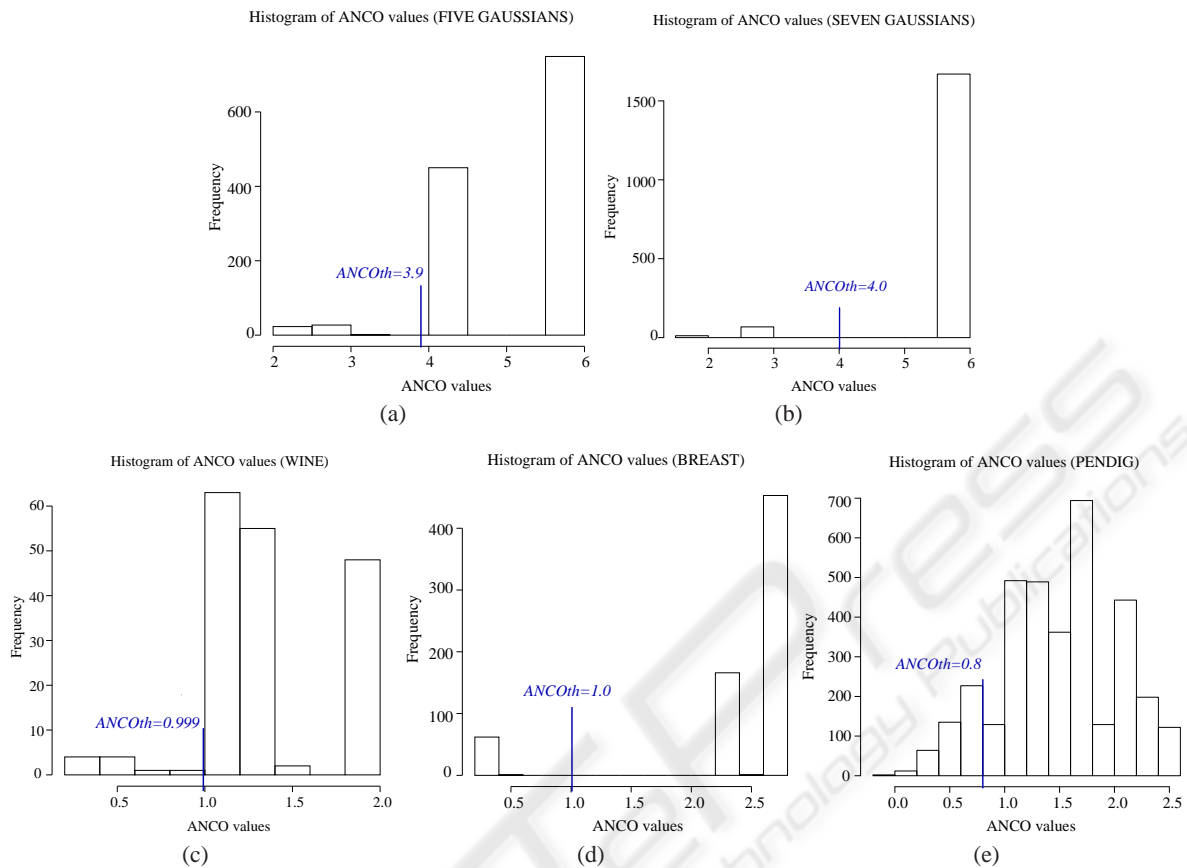 Histogram of ANCO values (FIVE GAUSSIANS)
Frequency
600
400
200
0
ANCOth=3.9
2 3 4 5 6
ANCO values
(a)
Histogram of ANCO values (SEVEN GAUSSIANS)
Frequency
1500
1000
500
0
ANCOth=4.0
2 3 4 5 6
ANCO values
(b)
Histogram of ANCO values (WINE)
Frequency
60
50
40
30
20
10
0
ANCOth=0.999
0.5 1.0 1.5 2.0
ANCO values
(c)
Histogram of ANCO values (BREAST)
Frequency
400
300
200
100
0
ANCOth=1.0
0.5 1.0 1.5 2.0 2.5
ANCO values
(d)
Histogram of ANCO values (PENDIG)
Frequency
700
600
500
400
300
200
100
0
ANCOth=0.8
0.0 0.5 1.0 1.5 2.0 2.5
ANCO values
(e)
Press
hnology Publications